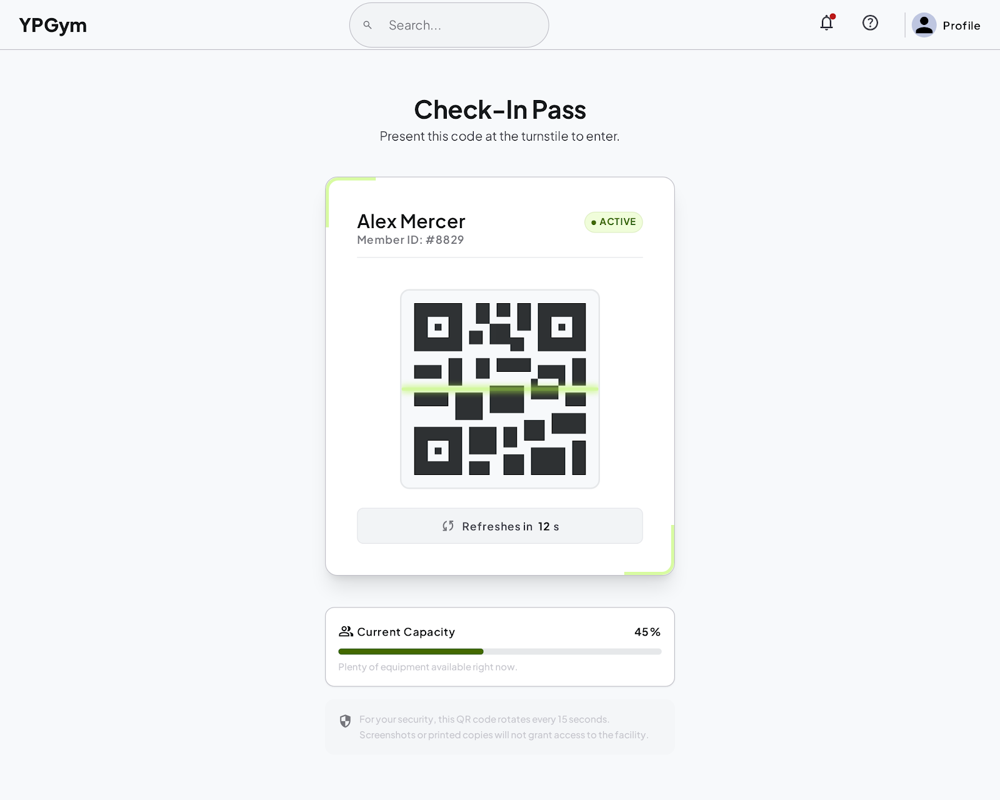 YPGym
Search...
Profile
Check-In Pass
Present this code at the turnstile to enter.
Alex Mercer
ACTIVE
Member ID: #8829
Refreshes in 12 s
Current Capacity
45%
Plenty of equipment available right now.
For your security, this QR code rotates every 15 seconds.
Screenshots or printed copies will not grant access to the facility.